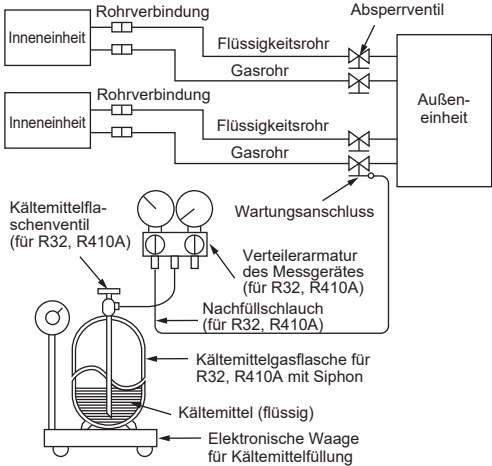 Rohrverbindung
Absperrventil
Inneneinheit
Flüssigkeitsrohr
Gasrohr
Rohrverbindung
Außen-
einheit
Inneneinheit
Flüssigkeitsrohr
Gasrohr
Wartungsanschluss
Kältemittelfla-
schenventil
(für R32, R410A)
Verteilerarmatur
des Messgerätes
(für R32, R410A)
Nachfüllschlauch
(für R32, R410A)
Kältemittelgasflasche für
R32, R410A mit Siphon
Kältemittel (flüssig)
Elektronische Waage
für Kältemittelfüllung